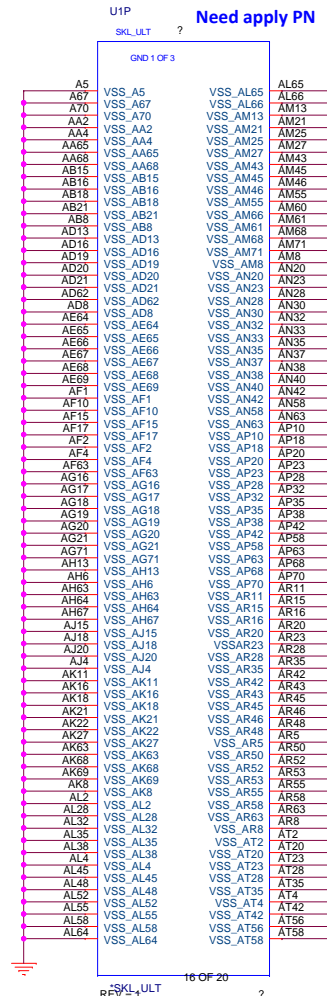 U1P
Need apply PN
SKL_ULT ?
GND 1 OF 3
A5 VSS_A5 VSS_AL65 AL65
A67 VSS_A67 VSS_AL66 AL66
A70 VSS_A70 VSS_AM13 AM13
AA2 VSS_AA2 VSS_AM21 AM21
AA4 VSS_AA4 VSS_AM25 AM25
AA65 VSS_AA65 VSS_AM27 AM27
AA68 VSS_AA68 VSS_AM43 AM43
AB15 VSS_AB15 VSS_AM45 AM45
AB16 VSS_AB16 VSS_AM46 AM46
AB18 VSS_AB18 VSS_AM55 AM55
AB21 VSS_AB21 VSS_AM66 AM60
AB8 VSS_AB8 VSS_AM61 AM61
AD13 VSS_AD13 VSS_AM68 AM68
AD16 VSS_AD16 VSS_AM71 AM71
AD19 VSS_AD19 VSS_AM8 AM8
AD20 VSS_AD20 VSS_AN20 AN20
AD21 VSS_AD21 VSS_AN23 AN23
AD62 VSS_AD62 VSS_AN28 AN28
AD8 VSS_AD8 VSS_AN30 AN30
AE64 VSS_AE64 VSS_AN32 AN32
AE65 VSS_AE65 VSS_AN33 AN33
AE66 VSS_AE66 VSS_AN35 AN35
AE67 VSS_AE67 VSS_AN37 AN37
AE68 VSS_AE68 VSS_AN38 AN38
AE69 VSS_AE69 VSS_AN40 AN40
AF1 VSS_AF1 VSS_AN42 AN42
AF10 VSS_AF10 VSS_AN58 AN58
AF15 VSS_AF15 VSS_AN63 AN63
AF17 VSS_AF17 VSS_AP10 AP10
AF2 VSS_AF2 VSS_AP18 AP18
AF4 VSS_AF4 VSS_AP20 AP20
AF63 VSS_AF63 VSS_AP23 AP23
AG16 VSS_AG16 VSS_AP28 AP28
AG17 VSS_AG17 VSS_AP32 AP32
AG18 VSS_AG18 VSS_AP35 AP35
AG19 VSS_AG19 VSS_AP38 AP38
AG20 VSS_AG20 VSS_AP42 AP42
AG21 VSS_AG21 VSS_AP58 AP58
AG71 VSS_AG71 VSS_AP63 AP63
AH13 VSS_AH13 VSS_AP68 AP68
AH6 VSS_AH6 VSS_AP70 AP70
AH63 VSS_AH63 VSS_AR11 AR11
AH64 VSS_AH64 VSS_AR15 AR15
AH67 VSS_AH67 VSS_AR16 AR16
AJ15 VSS_AJ15 VSS_AR20 AR20
AJ18 VSS_AJ18 VSSAR23 AR23
AJ20 VSS_AJ20 VSS_AR28 AR28
AJ4 VSS_AJ4 VSS_AR35 AR35
AK11 VSS_AK11 VSS_AR42 AR42
AK16 VSS_AK16 VSS_AR43 AR43
AK18 VSS_AK18 VSS_AR45 AR45
AK21 VSS_AK21 VSS_AR46 AR46
AK22 VSS_AK22 VSS_AR48 AR48
AK27 VSS_AK27 VSS_AR5 AR5
AK63 VSS_AK63 VSS_AR50 AR50
AK68 VSS_AK68 VSS_AR52 AR52
AK69 VSS_AK69 VSS_AR53 AR53
AK8 VSS_AK8 VSS_AR55 AR55
AL2 VSS_AL2 VSS_AR58 AR58
AL28 VSS_AL28 VSS_AR63 AR63
AL32 VSS_AL32 VSS_AR8 AR8
AL35 VSS_AL35 VSS_AT2 AT2
AL38 VSS_AL38 VSS_AT20 AT20
AL4 VSS_AL4 VSS_AT23 AT23
AL45 VSS_AL45 VSS_AT28 AT28
AL48 VSS_AL48 VSS_AT35 AT35
AL52 VSS_AL52 VSS_AT4 AT4
AL55 VSS_AL55 VSS_AT42 AT42
AL58 VSS_AL58 VSS_AT56 AT56
AL64 VSS_AL64 VSS_AT58 AT58
16 OF 20
*SKL_ULT
REV = 1 ?